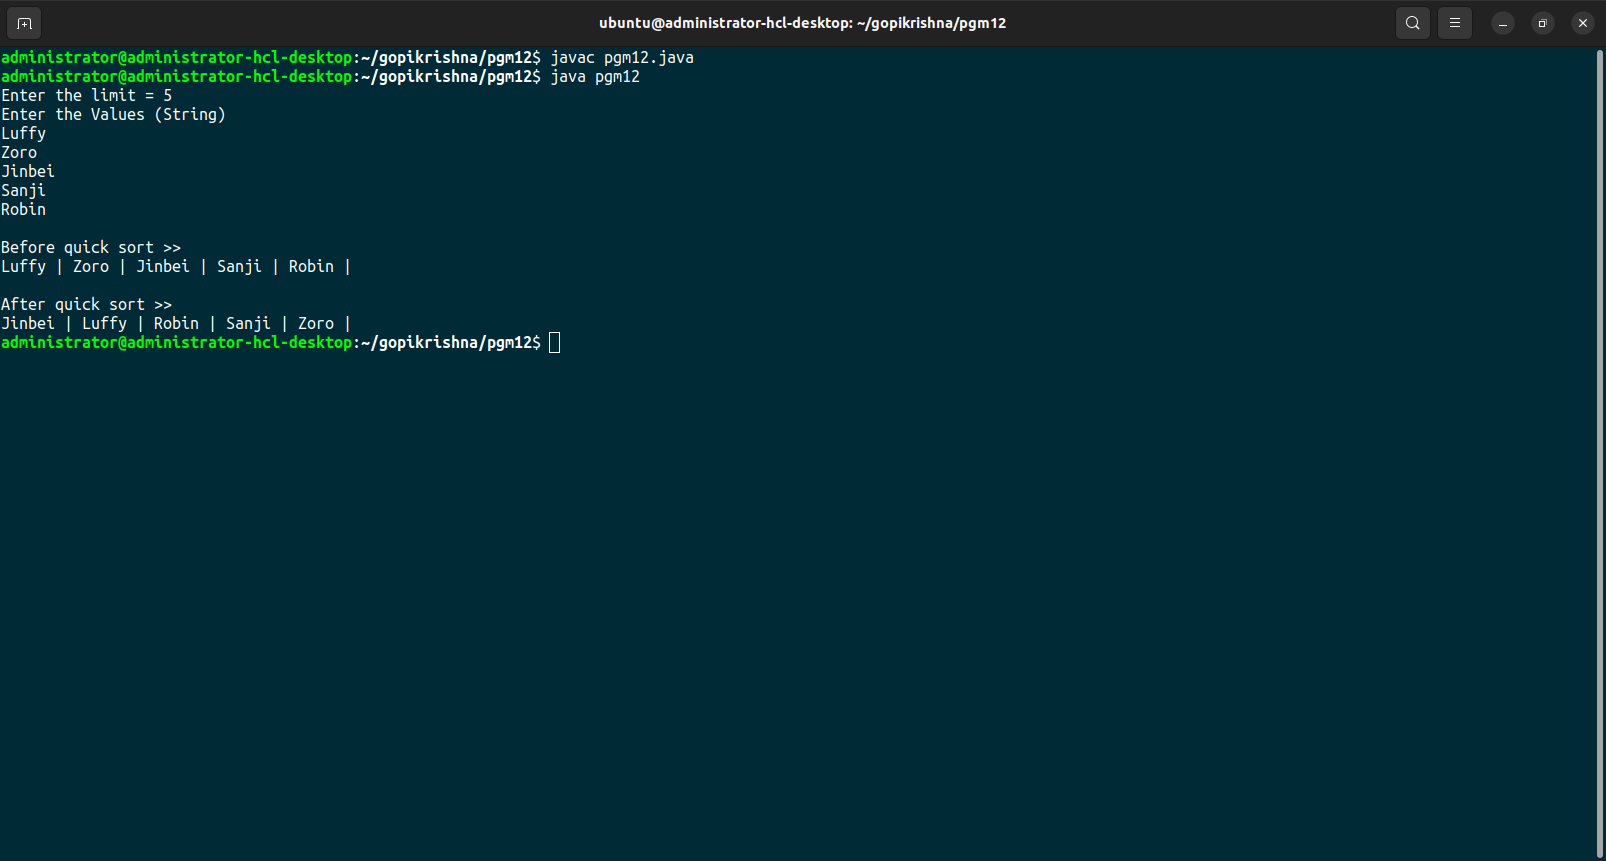 ubuntu@administrator-hcl-desktop: ~/gopikrishna/pgm12
administrator@administrator-hcl-desktop:~/gopikrishna/pgm12$ javac pgm12.java
administrator@administrator-hcl-desktop:~/gopikrishna/pgm12$ java pgm12
Enter the limit = 5
Enter the Values (String)
Luffy
Zoro
Jinbei
Sanji
Robin
Before quick sort >>
Luffy | Zoro | Jinbei | Sanji | Robin |
After quick sort >>
Jinbei | Luffy | Robin | Sanji | Zoro |
administrator@administrator-hcl-desktop:~/gopikrishna/pgm12$